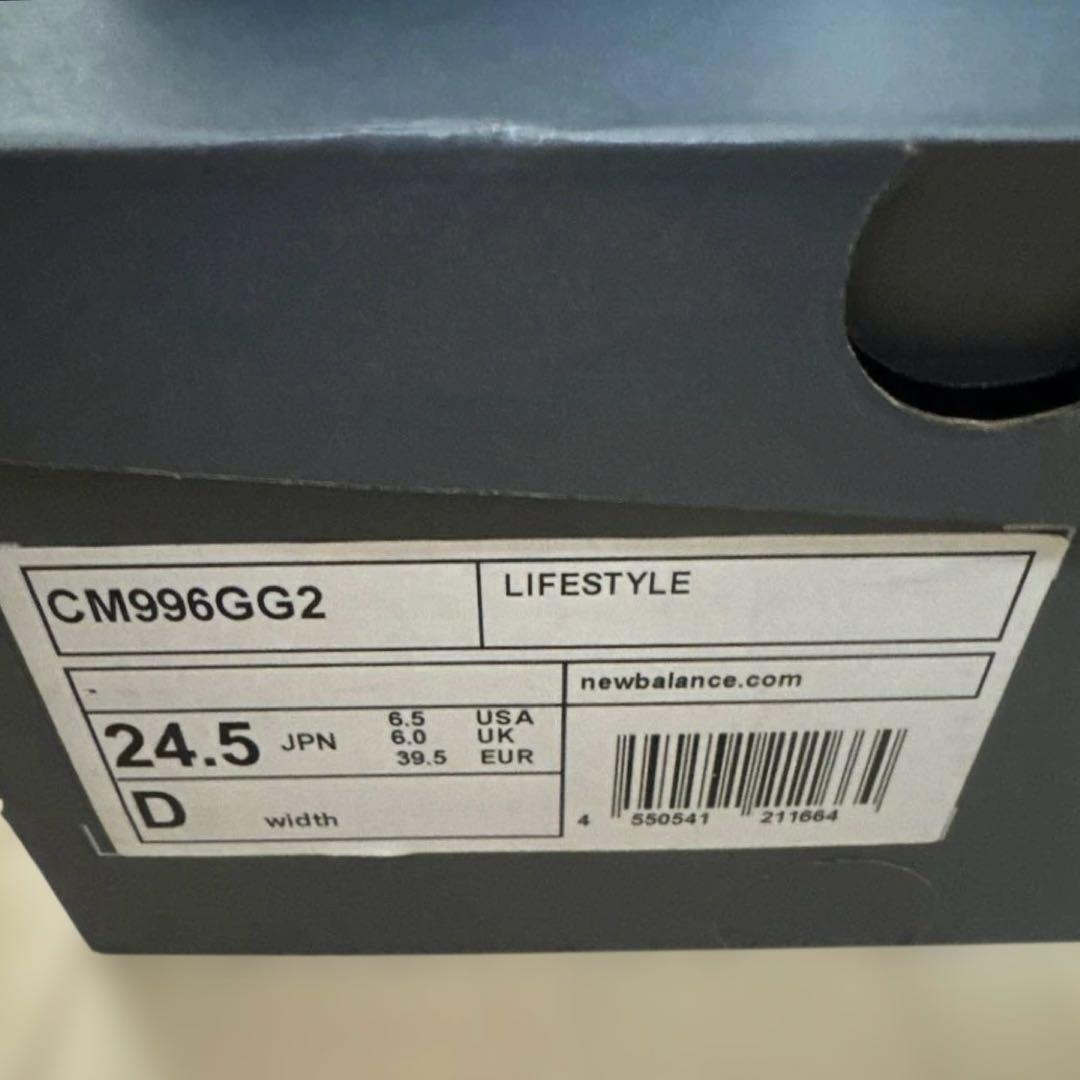 CM996GG2
LIFESTYLE
-
newbalance.com
24.5 JPN
6.5 USA
6.0 UK
39.5 EUR
D width
4 550541 211664